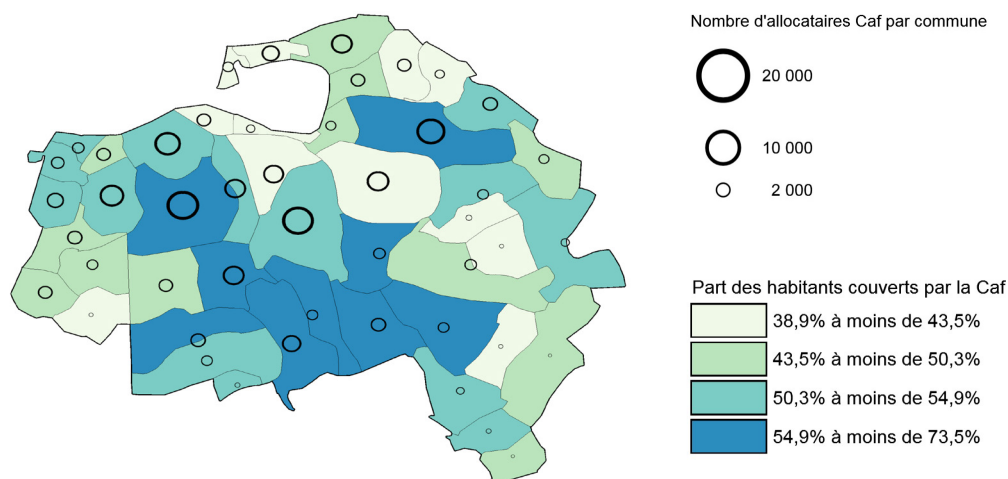 Nombre d'allocataires Caf par commune
20 000
10 000
2 000
Part des habitants couverts par la Caf
38,9% à moins de 43,5%
43,5% à moins de 50,3%
50,3% à moins de 54,9%
54,9% à moins de 73,5%